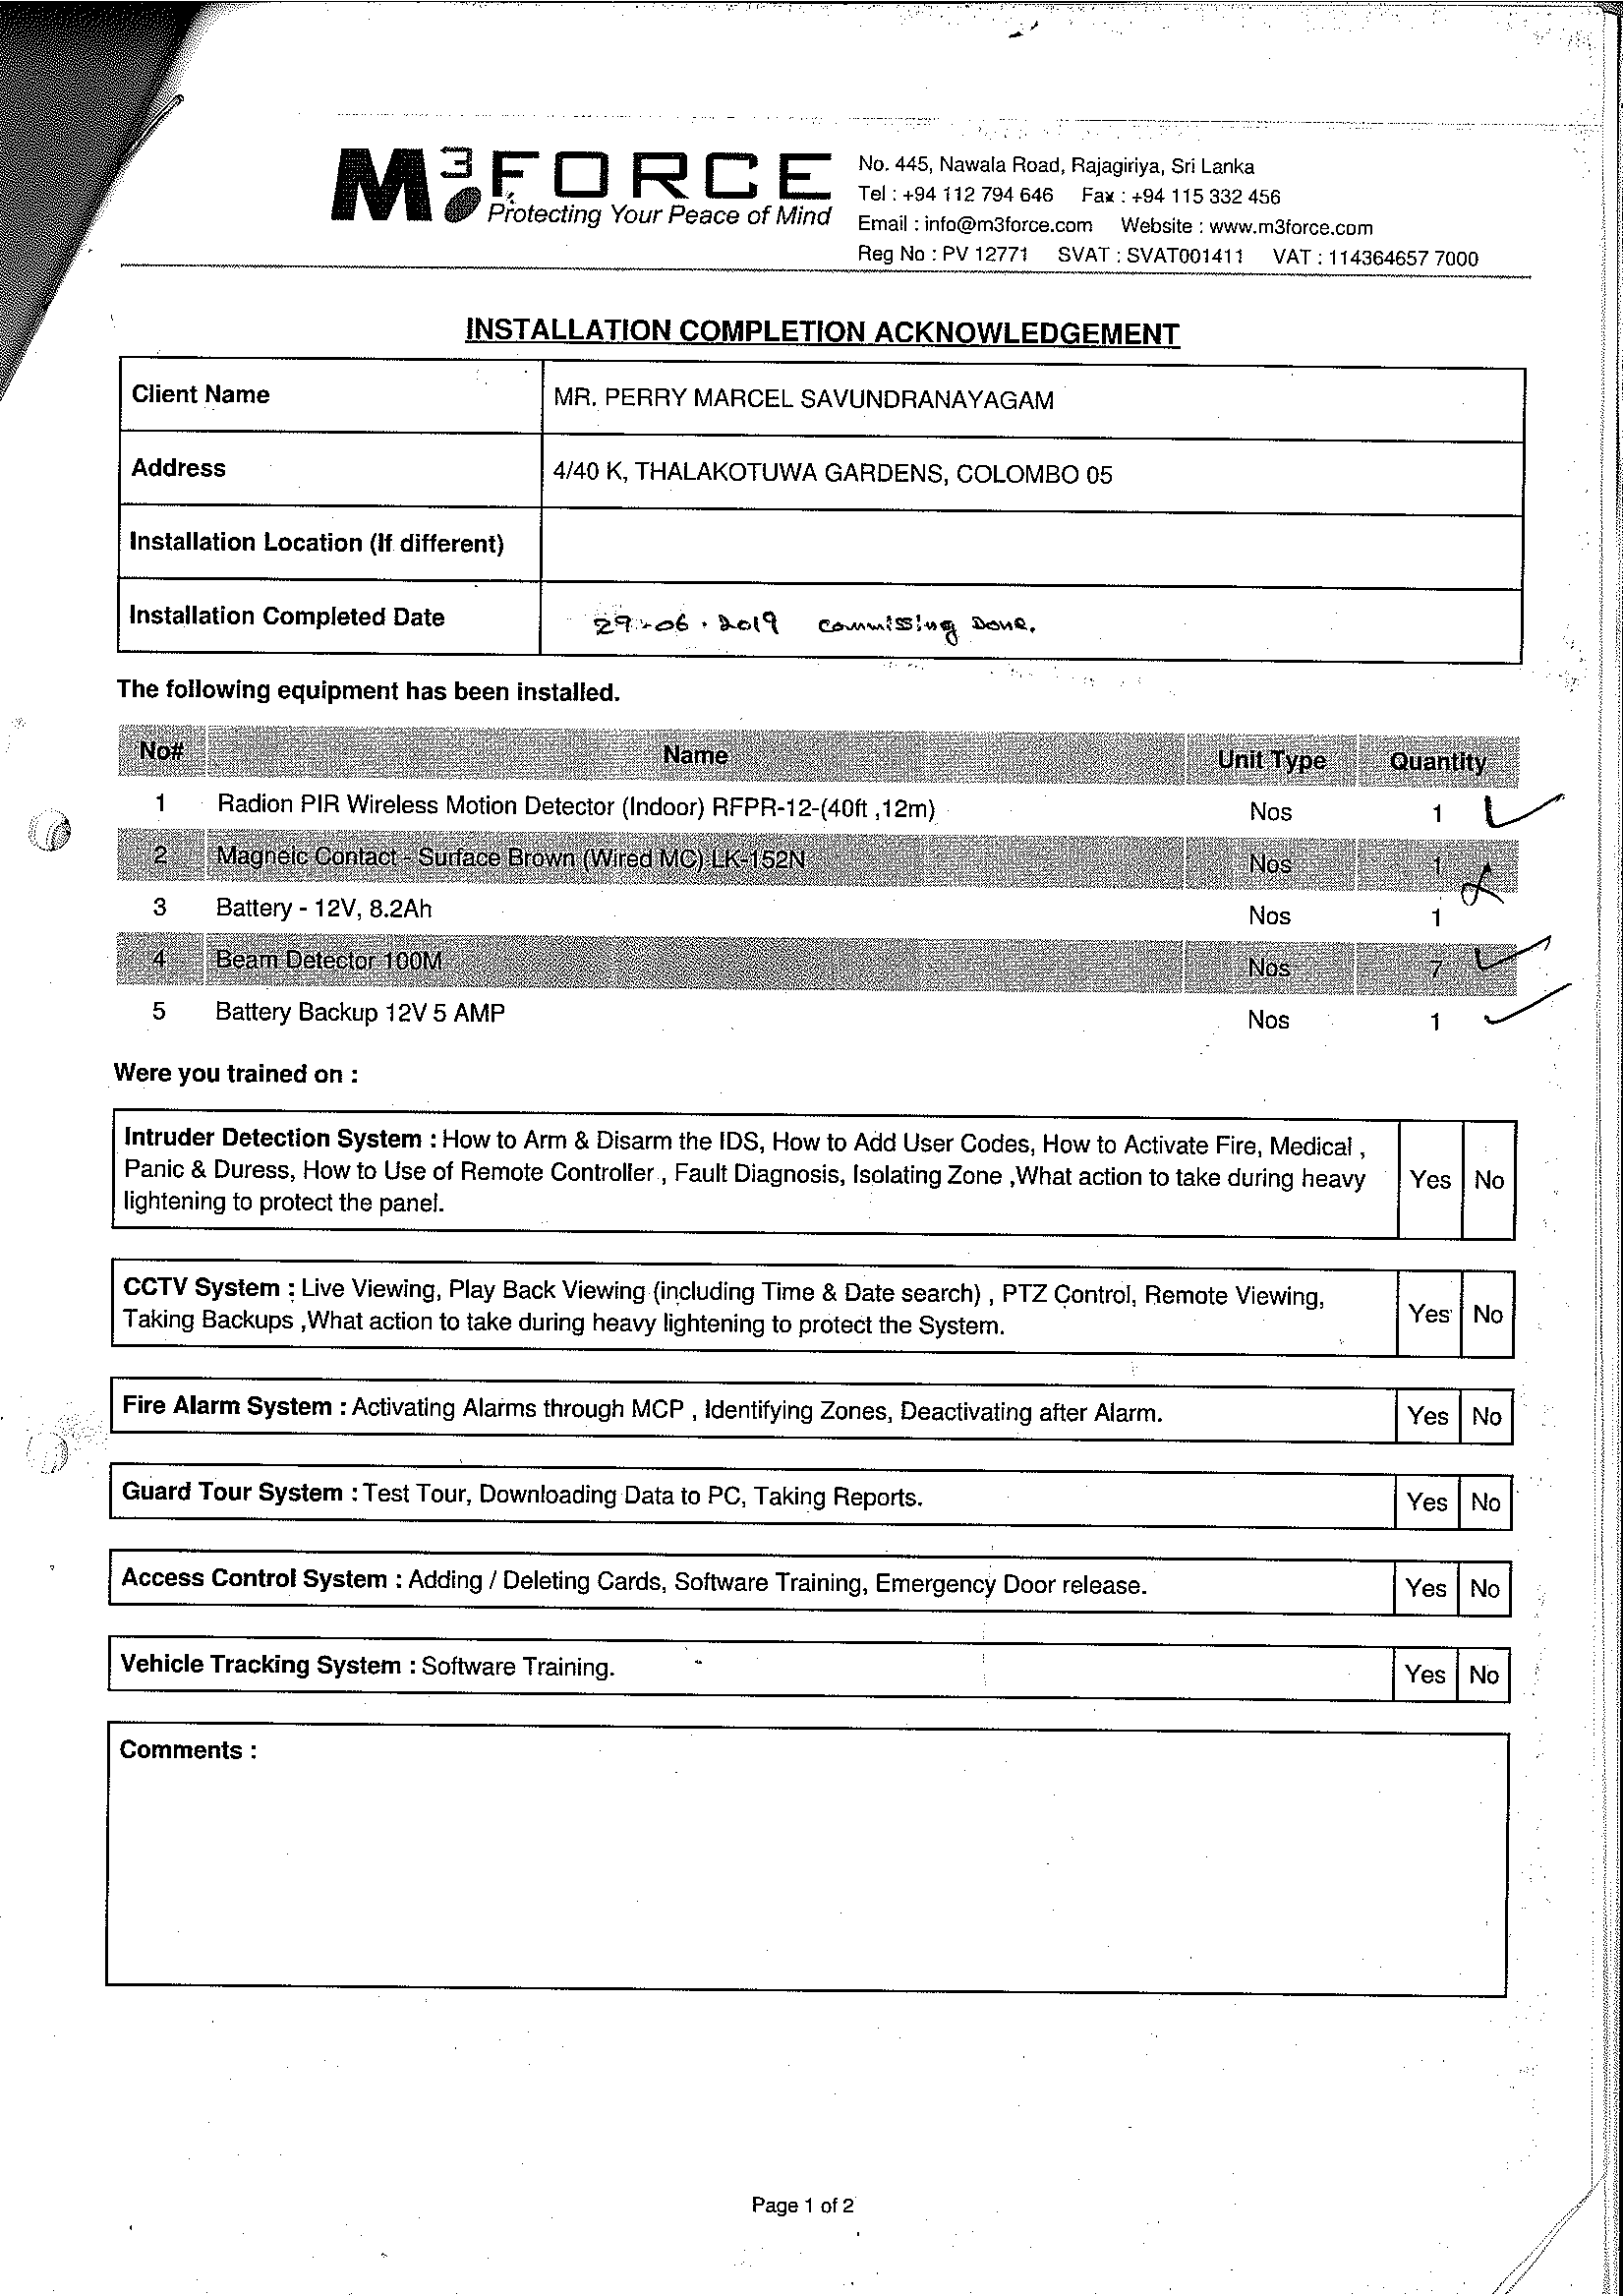 M3FORCE
Protecting Your Peace of Mind
No. 445, Nawala Road, Rajagiriya, Sri Lanka
Tel : +94 112 794 646 Fax : +94 115 332 456
Email : info@m3force.com Website : www.m3force.com
Reg No : PV 12771 SVAT : SVAT001411 VAT : 114364657 7000
INSTALLATION COMPLETION ACKNOWLEDGEMENT
Client Name MR. PERRY MARCEL SAVUNDRANAYAGAM
Address 4/40 K, THALAKOTUWA GARDENS, COLOMBO 05
Installation Location (If different)
Installation Completed Date 29-06.2019 Commissing Done.
The following equipment has been installed.
No# Name Unit Type Quantity
1 Radion PIR Wireless Motion Detector (Indoor) RFPR-12-(40ft ,12m) Nos 1
2 Magneic Contact - Surface Brown (Wired MC) LK-152N Nos 1
3 Battery - 12V, 8.2Ah Nos 1
4 Beam Detector 100M Nos 7
5 Battery Backup 12V 5 AMP Nos 1
Were you trained on :
Intruder Detection System : How to Arm & Disarm the IDS, How to Add User Codes, How to Activate Fire, Medical ,
Panic & Duress, How to Use of Remote Controller , Fault Diagnosis, Isolating Zone ,What action to take during heavy Yes No
lightening to protect the panel.
CCTV System : Live Viewing, Play Back Viewing (including Time & Date search) , PTZ Control, Remote Viewing,
Taking Backups ,What action to take during heavy lightening to protect the System. Yes No
Fire Alarm System : Activating Alarms through MCP , Identifying Zones, Deactivating after Alarm. Yes No
Guard Tour System : Test Tour, Downloading Data to PC, Taking Reports. Yes No
Access Control System : Adding / Deleting Cards, Software Training, Emergency Door release. Yes No
Vehicle Tracking System : Software Training. Yes No
Comments :
Page 1 of 2